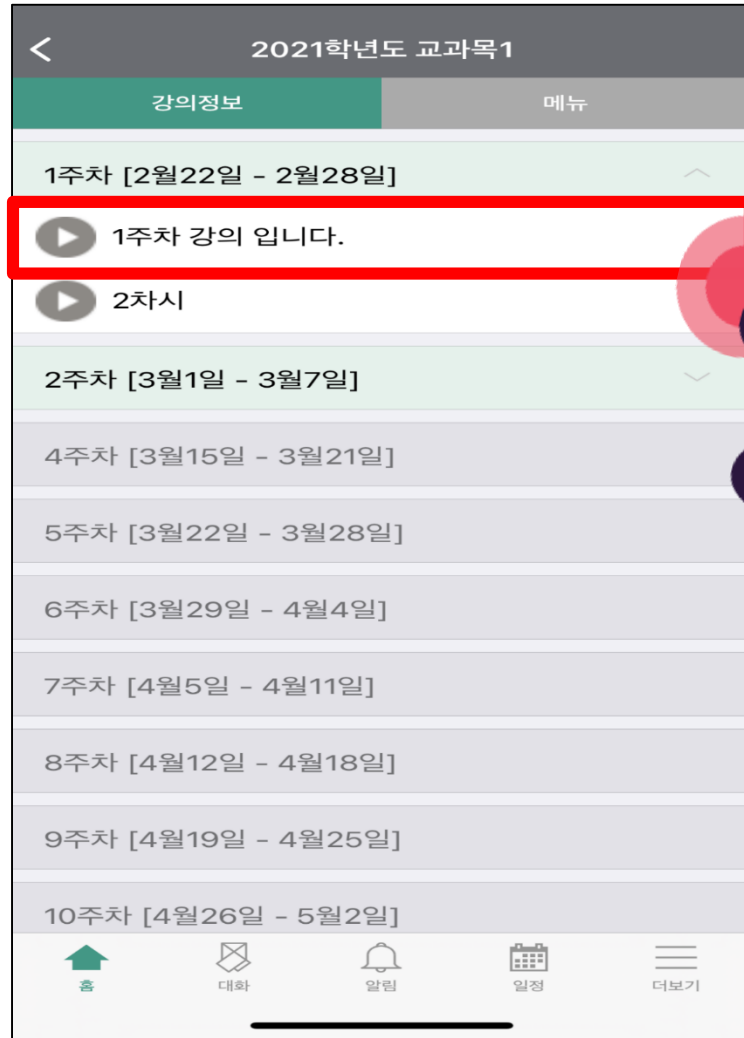 2021학년도 교과목1
강의정보
메뉴
1주차 [2월22일 - 2월28일]
1주차 강의 입니다.
2차시
2주차 [3월1일 - 3월7일]
4주차 [3월15일 - 3월21일]
5주차 [3월22일 - 3월28일]
6주차 [3월29일 - 4월4일]
7주차 [4월5일 - 4월11일]
8주차 [4월12일 - 4월18일]
9주차 [4월19일 - 4월25일]
10주차 [4월26일 - 5월2일]
홈
대화
알림
일정
더보기